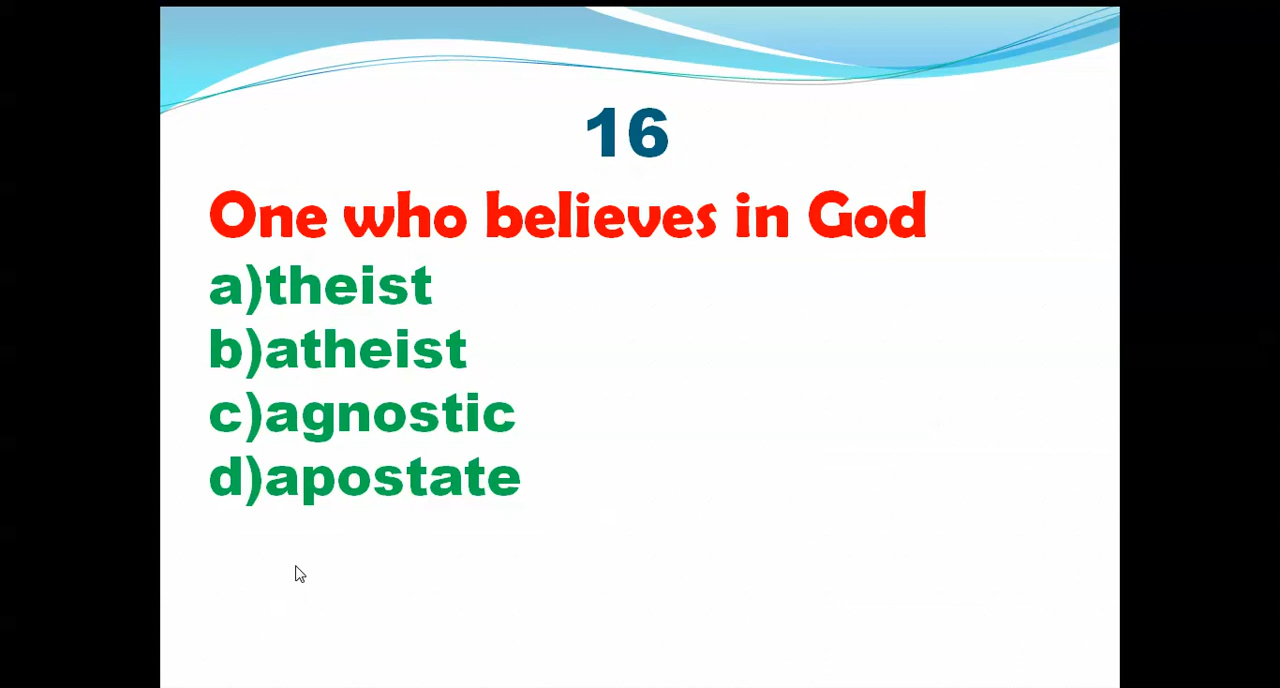 16
One who believes in God
a)theist
b)atheist
c)agnostic
d)apostate